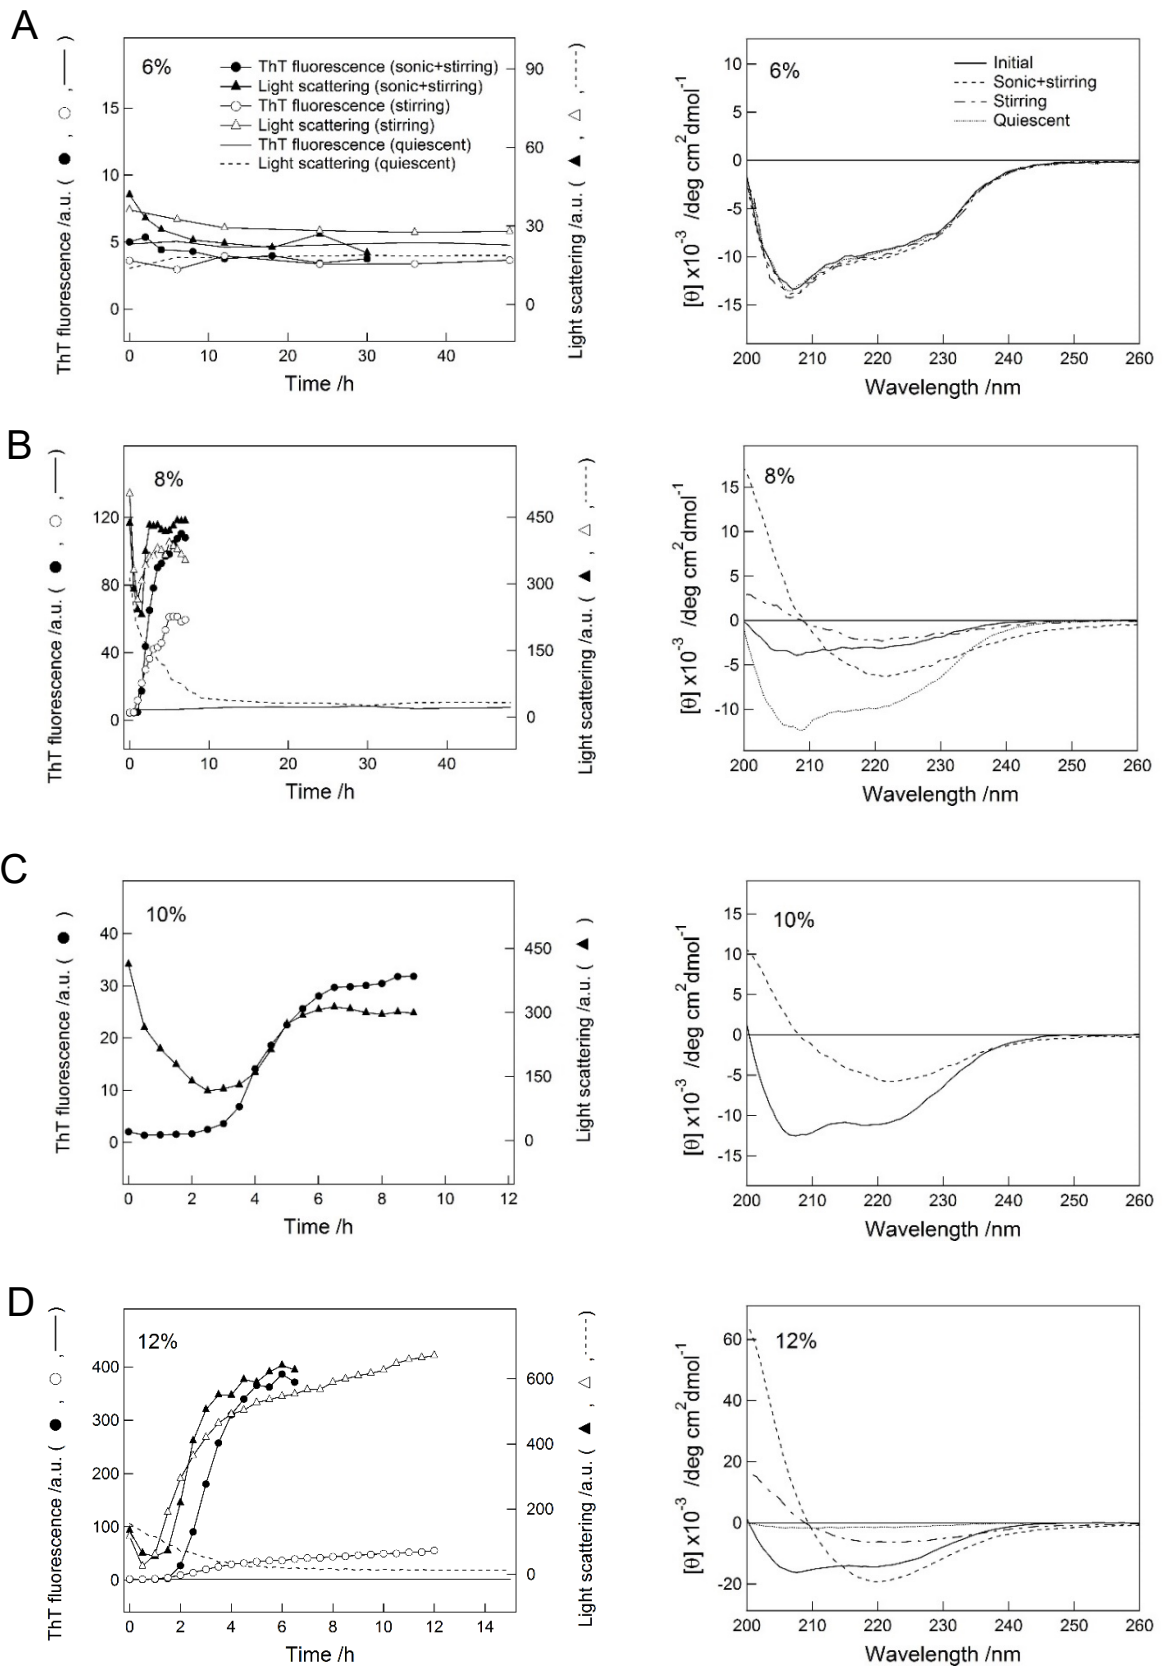 A
ThT fluorescence /a.u. ( ● , ○ , — )
6%
ThT fluorescence (sonic+stirring)
Light scattering (sonic+stirring)
ThT fluorescence (stirring)
Light scattering (stirring)
ThT fluorescence (quiescent)
Light scattering (quiescent)
15
10
5
0
90
60
30
0
0 10 20 30 40
Time /h
Light scattering /a.u. ( ▲ , △ , ---- )
[θ] x10⁻³ /deg cm² dmol⁻¹
6%
Initial
Sonic+stirring
Stirring
Quiescent
10
5
0
-5
-10
-15
200 210 220 230 240 250 260
Wavelength /nm
B
ThT fluorescence /a.u. ( ● , ○ , — )
8%
120
80
40
0
450
300
150
0
0 10 20 30 40
Time /h
Light scattering /a.u. ( ▲ , △ , ---- )
[θ] x10⁻³ /deg cm² dmol⁻¹
8%
15
10
5
0
-5
-10
200 210 220 230 240 250 260
Wavelength /nm
C
ThT fluorescence /a.u. ( ● )
10%
40
30
20
10
0
450
300
150
0
0 2 4 6 8 10 12
Time /h
Light scattering /a.u. ( ▲ )
[θ] x10⁻³ /deg cm² dmol⁻¹
10%
15
10
5
0
-5
-10
-15
200 210 220 230 240 250 260
Wavelength /nm
D
ThT fluorescence /a.u. ( ● , ○ , — )
12%
400
300
200
100
0
600
400
200
0
0 2 4 6 8 10 12 14
Time /h
Light scattering /a.u. ( ▲ , △ , ---- )
[θ] x10⁻³ /deg cm² dmol⁻¹
12%
60
40
20
0
-20
200 210 220 230 240 250 260
Wavelength /nm